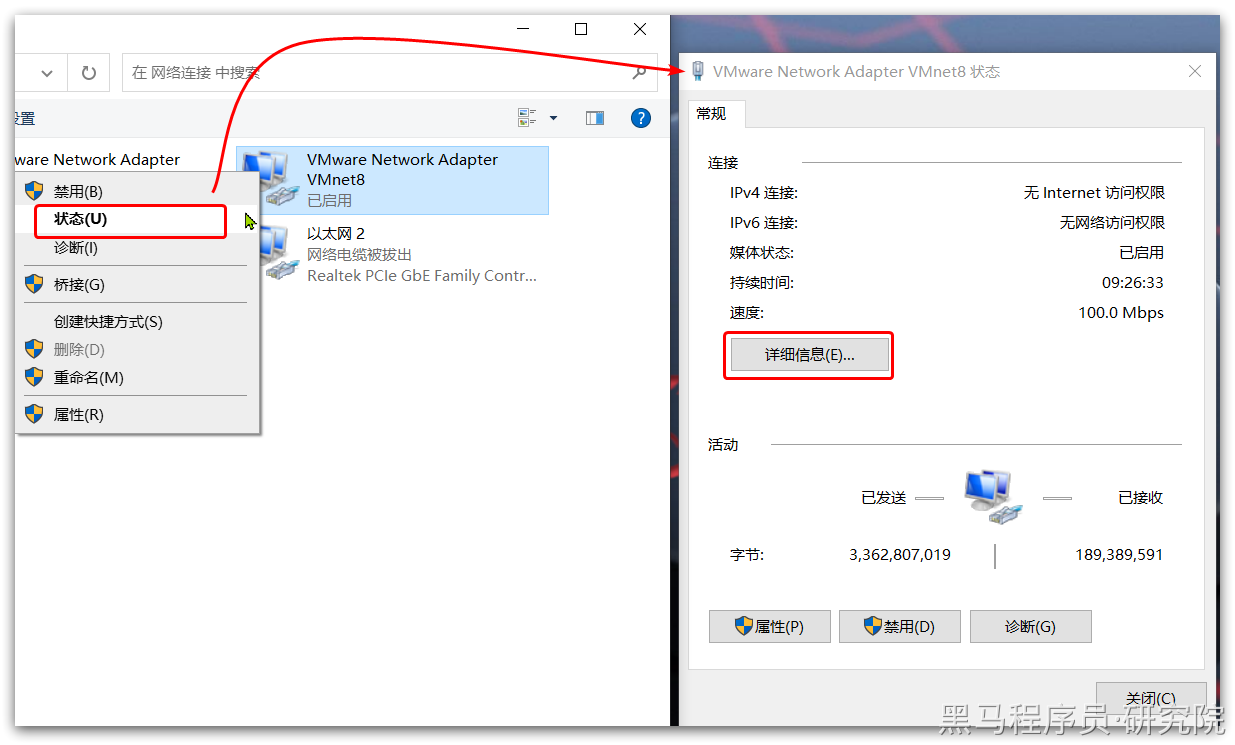 在 网络连接 中搜索
设置
ware Network Adapter
VMware Network Adapter
VMnet8
已启用
以太网 2
网络电缆被拔出
Realtek PCIe GbE Family Contr...
禁用(B)
状态(U)
诊断(I)
桥接(G)
创建快捷方式(S)
删除(D)
重命名(M)
属性(R)
VMware Network Adapter VMnet8 状态
常规
连接
IPv4 连接: 无 Internet 访问权限
IPv6 连接: 无网络访问权限
媒体状态: 已启用
持续时间: 09:26:33
速度: 100.0 Mbps
详细信息(E)...
活动
已发送 已接收
字节: 3,362,807,019 189,389,591
属性(P) 禁用(D) 诊断(G)
关闭(C)
黑马程序员-研究院